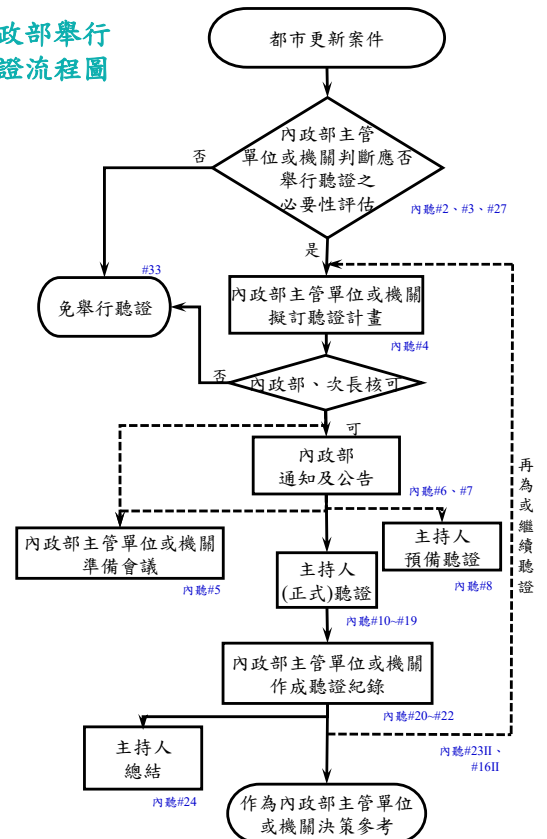 政部舉行
證流程圖
都市更新案件
內政部主管
單位或機關判斷應否
舉行聽證之
必要性評估
否
內聽#2、#3、#27
是
#33
免舉行聽證
內政部主管單位或機關
擬訂聽證計畫
內聽#4
否
內政部、次長核可
可
內政部
通知及公告
內聽#6、#7
再為或繼續聽證
內政部主管單位或機關
準備會議
內聽#5
主持人
預備聽證
內聽#8
主持人
(正式)聽證
內聽#10~#19
內政部主管單位或機關
作成聽證紀錄
內聽#20~#22
主持人
總結
內聽#24
內聽#23II、
#16II
作為內政部主管單位
或機關決策參考